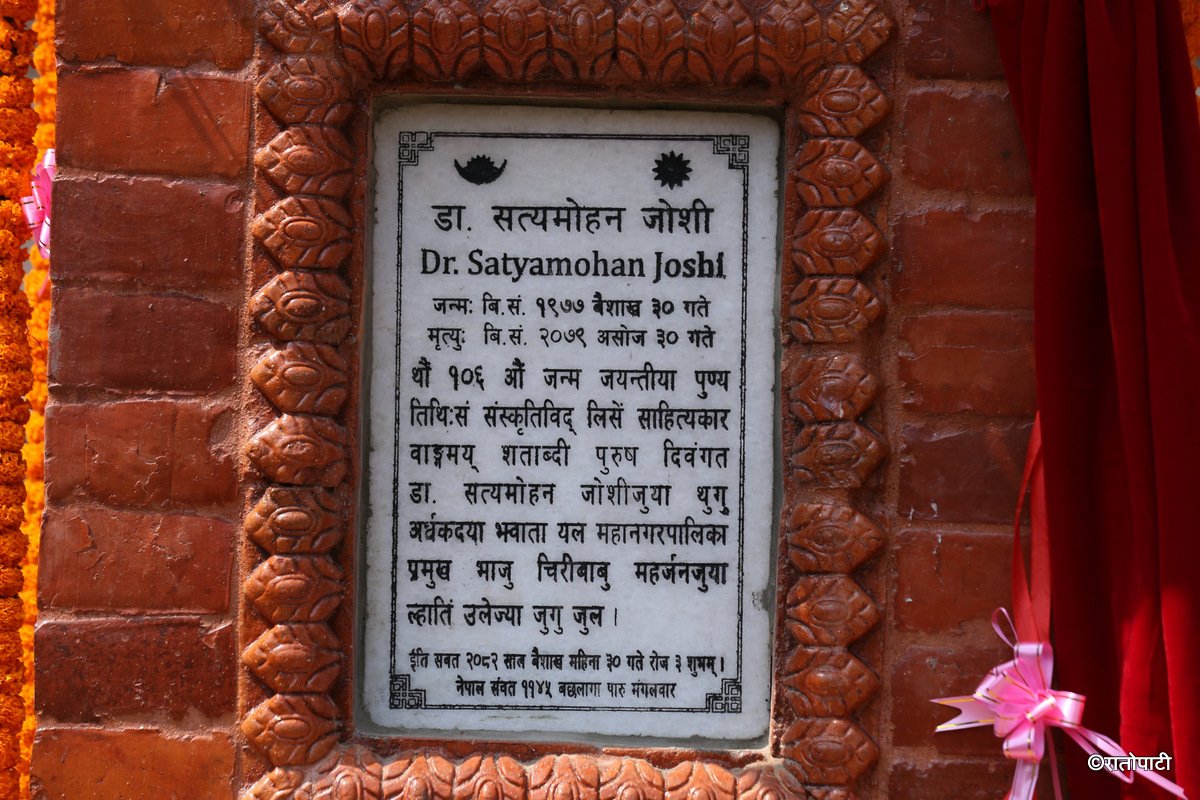 डा. सत्यमोहन जोशी
Dr. Satyamohan Joshi
जन्मः बि.सं. १९७७ बैशाख ३० गते
मृत्युः बि.सं. २०७९ असोज ३० गते
थौं १०६ औं जन्म जयन्तीया पुण्य
तिथिःसं संस्कृतिविद् लिसें साहित्यकार
वाङ्गमय् शताब्दी पुरुष दिवंगत
डा. सत्यमोहन जोशीजुया थुगु
अर्धकदया भ्वाता यल महानगरपालिका
प्रमुख भाजु चिरीबाबु महर्जनजुया
ल्हातिं उलेज्या जुगु जुल ।
ईति सवत २०८२ साल बैशाख महिना ३० गते रोज ३ शुभम् ।
नेपाल संवत ११४५ बछलागा पारु मंगलवार
©रातोपाटी